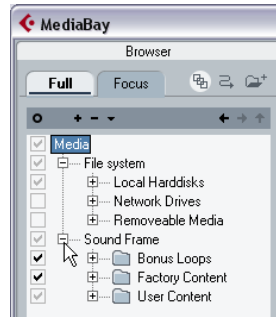 MediaBay
Browser
Full Focus
Media
File system
Local Harddisks
Network Drives
Removeable Media
Sound Frame
Bonus Loops
Factory Content
User Content